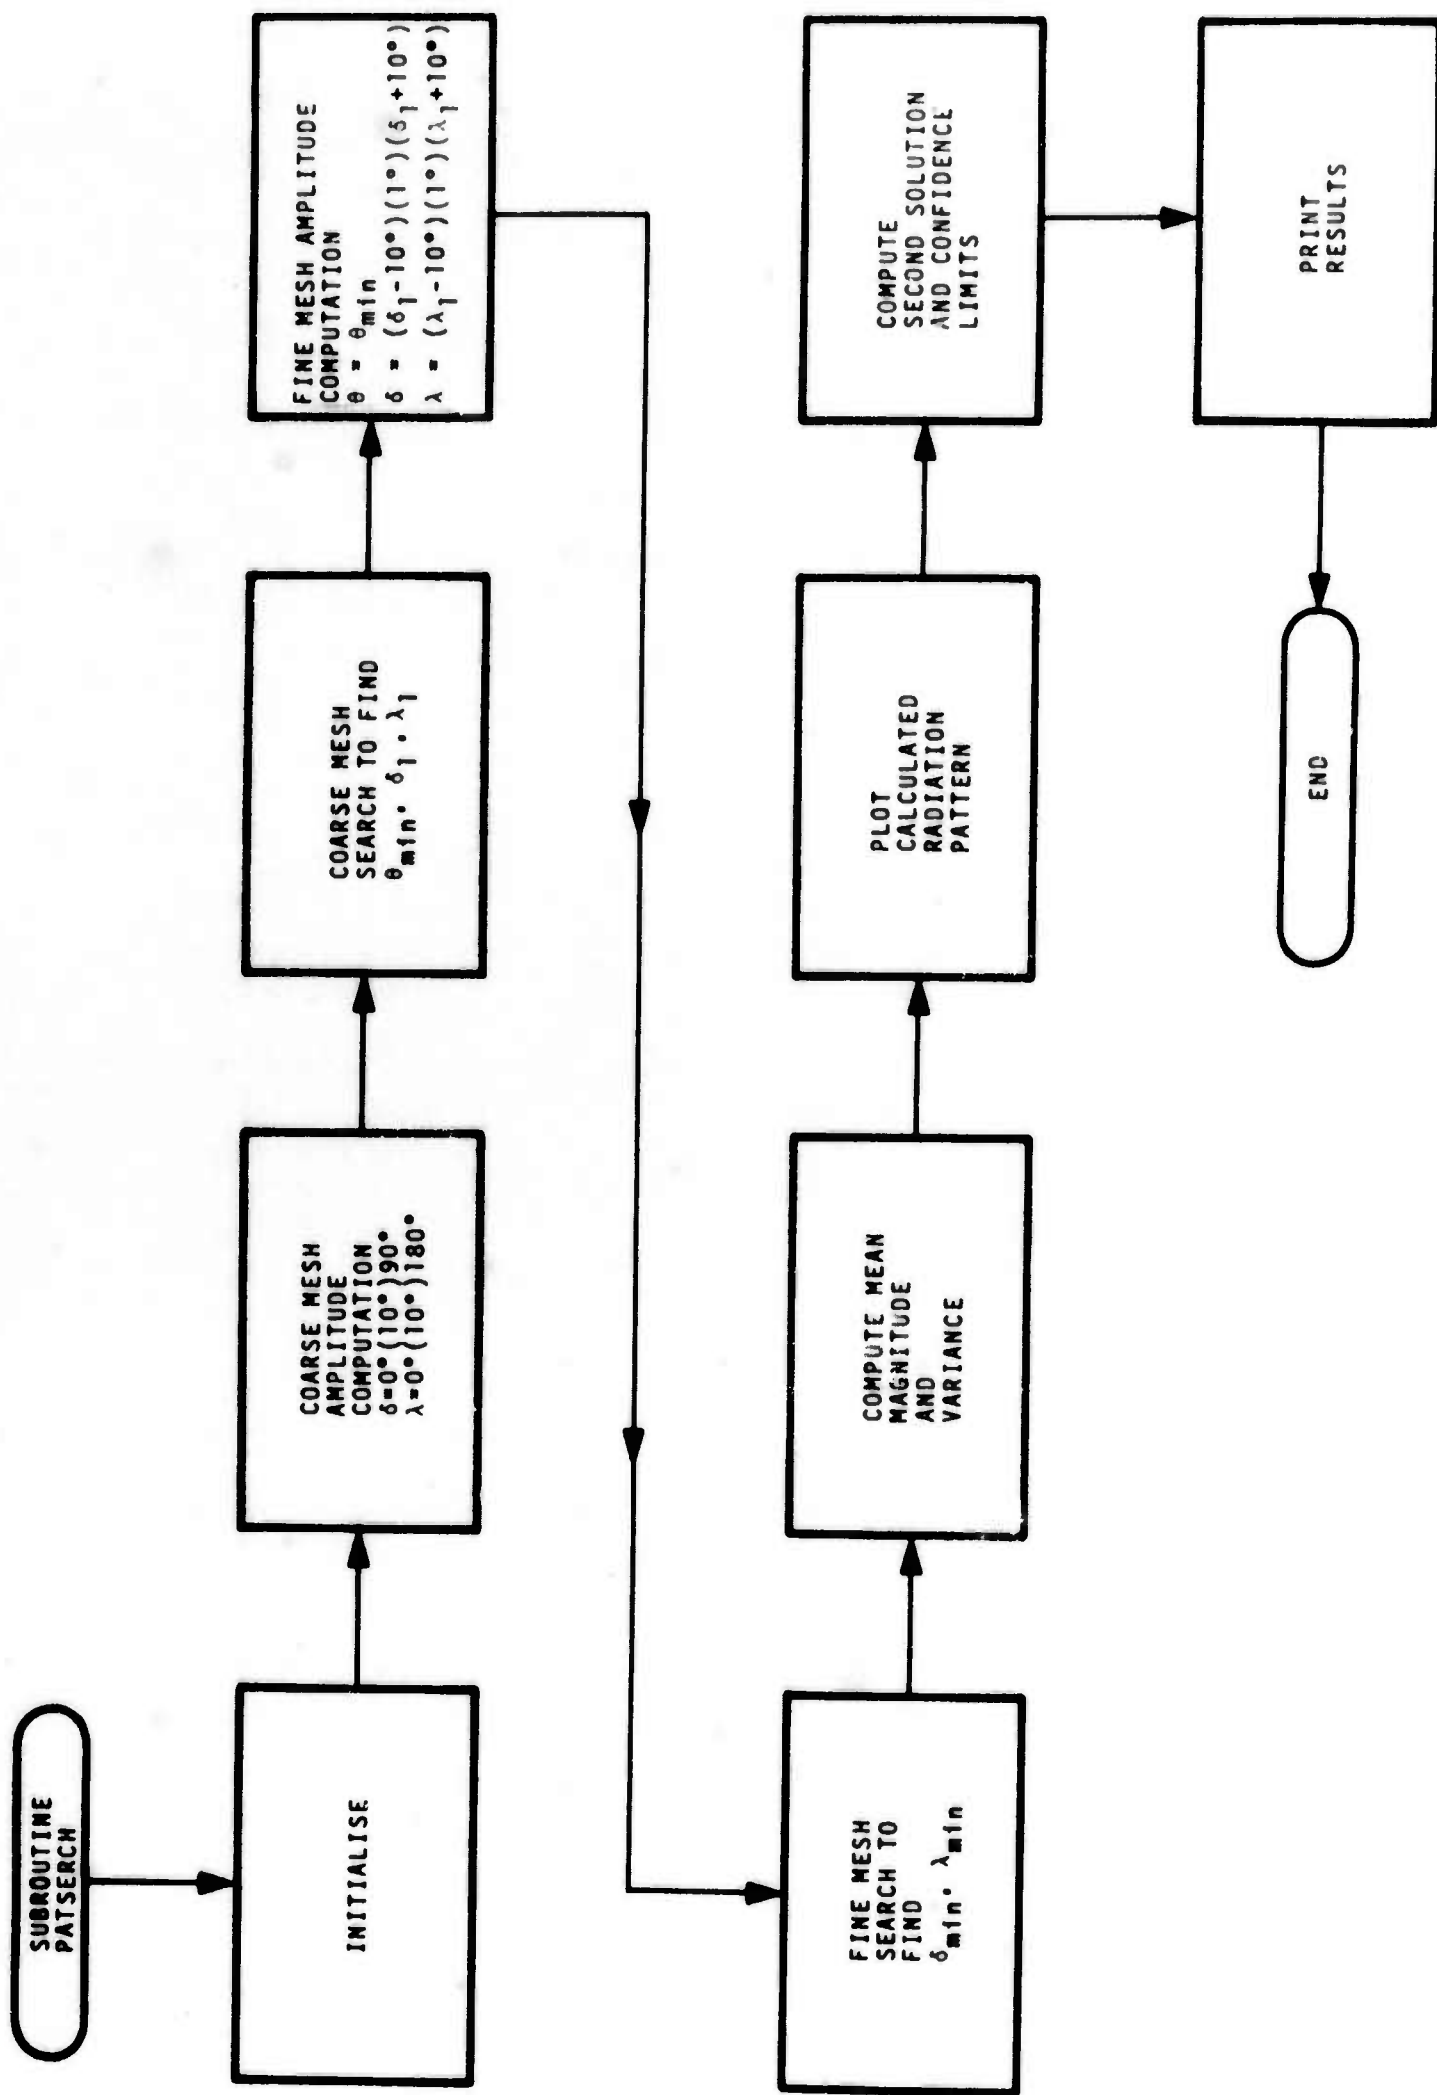 SUBROUTINE
PATSERCH
INITIALISE
COARSE MESH
AMPLITUDE
COMPUTATION
δ=0°(10°)90°
λ=0°(10°)180°
COARSE MESH
SEARCH TO FIND
θmin, δ1, λ1
FINE MESH AMPLITUDE
COMPUTATION
θ = θmin
δ = (δ1-10°)(1°)(δ1+10°)
λ = (λ1-10°)(1°)(λ1+10°)
FINE MESH
SEARCH TO
FIND
δmin, λmin
COMPUTE MEAN
MAGNITUDE
AND
VARIANCE
PLOT
CALCULATED
RADIATION
PATTERN
COMPUTE
SECOND SOLUTION
AND CONFIDENCE
LIMITS
PRINT
RESULTS
END